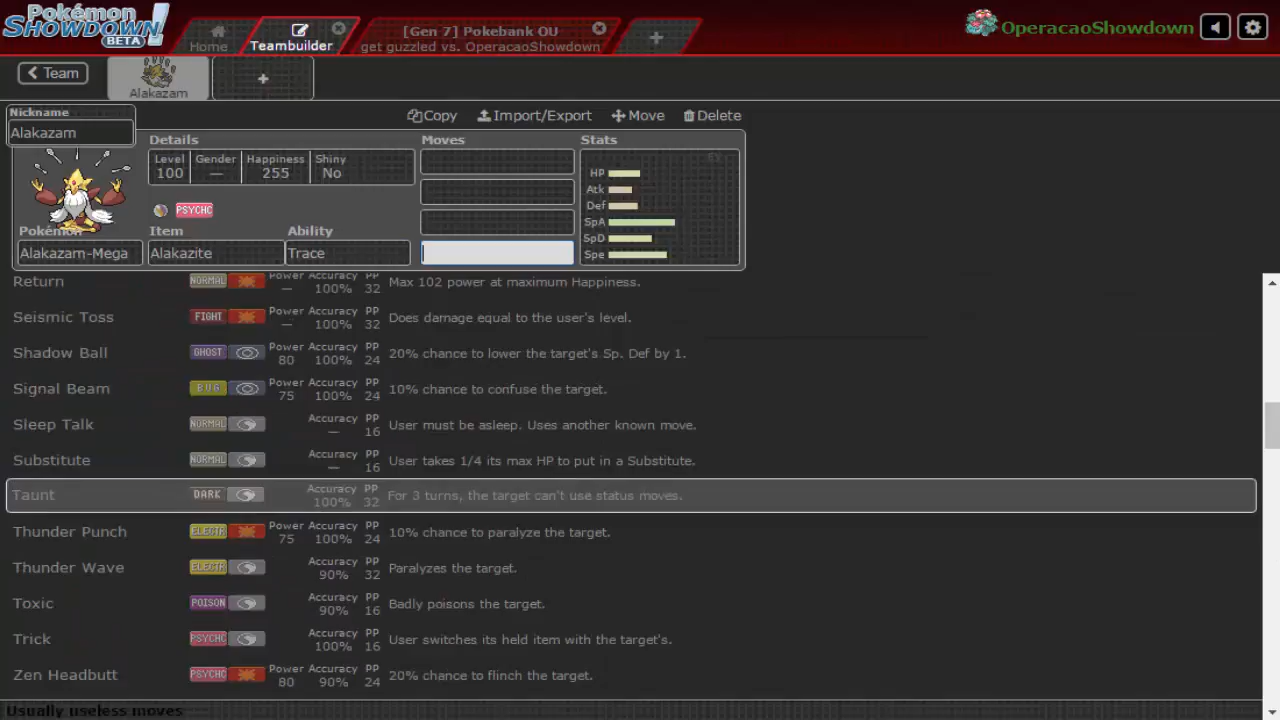 Pokémon
SHOWDOWN!
BETA!
Home
Teambuilder
[Gen 7] Pokebank OU
get guzzled vs. OperacaoShowdown
+
OperacaoShowdown
< Team
Alakazam
+
Nickname
Alakazam
Copy Import/Export Move Delete
Details Moves Stats
Level Gender Happiness Shiny
100 — 255 No
PSYCHC
Pokémon Item Ability
Alakazam-Mega Alakazite Trace
HP
Atk
Def
SpA
SpD
Spe
Return NORMAL Power — Accuracy 100% PP 32 Max 102 power at maximum Happiness.
Seismic Toss FIGHT Power — Accuracy 100% PP 32 Does damage equal to the user's level.
Shadow Ball GHOST Power 80 Accuracy 100% PP 24 20% chance to lower the target's Sp. Def by 1.
Signal Beam BUG Power 75 Accuracy 100% PP 24 10% chance to confuse the target.
Sleep Talk NORMAL Accuracy — PP 16 User must be asleep. Uses another known move.
Substitute NORMAL Accuracy — PP 16 User takes 1/4 its max HP to put in a Substitute.
Taunt DARK Accuracy 100% PP 32 For 3 turns, the target can't use status moves.
Thunder Punch ELECTR Power 75 Accuracy 100% PP 24 10% chance to paralyze the target.
Thunder Wave ELECTR Accuracy 90% PP 32 Paralyzes the target.
Toxic POISON Accuracy 90% PP 16 Badly poisons the target.
Trick PSYCHC Accuracy 100% PP 16 User switches its held item with the target's.
Zen Headbutt PSYCHC Power 80 Accuracy 90% PP 24 20% chance to flinch the target.
Usually useless moves